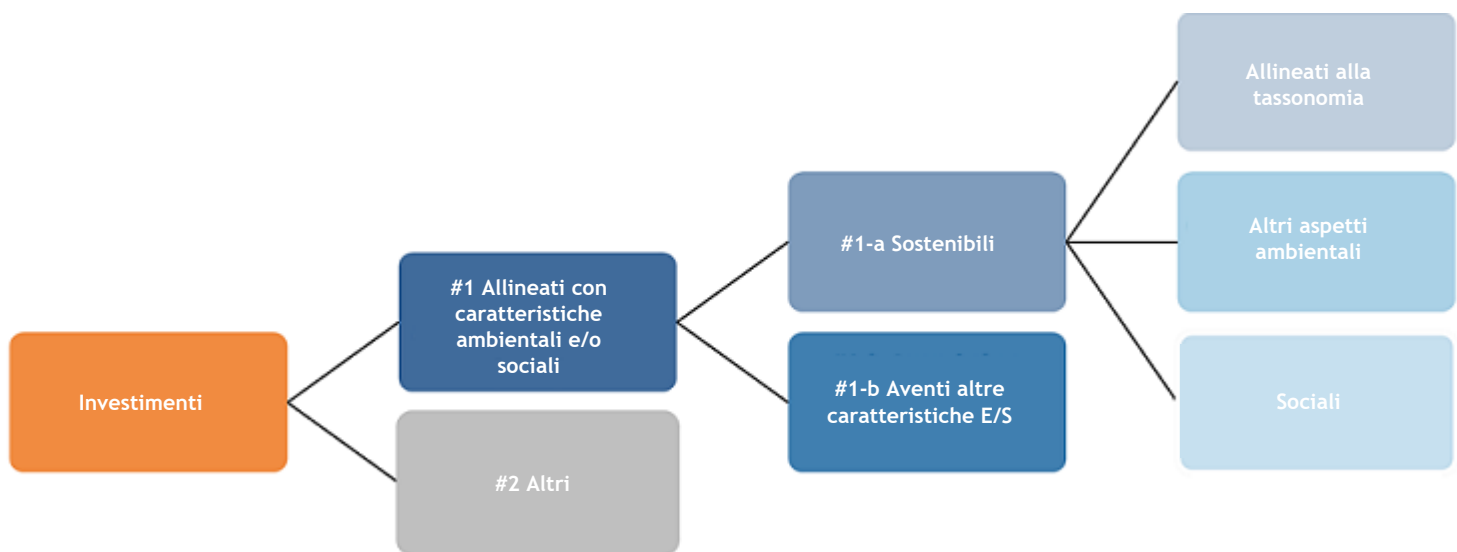 Investimenti
#1 Allineati con
caratteristiche
ambientali e/o
sociali
#2 Altri
#1-a Sostenibili
#1-b Aventi altre
caratteristiche E/S
Allineati alla
tassonomia
Altri aspetti
ambientali
Sociali